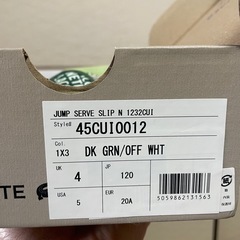 JUMP SERVE SLIP N 1232CUI
Style# 45CUI0012
Col.
1X3 DK GRN/OFF WHT
UK 4 JP 120
USA 5 EUR 20A
5059862131563
TE